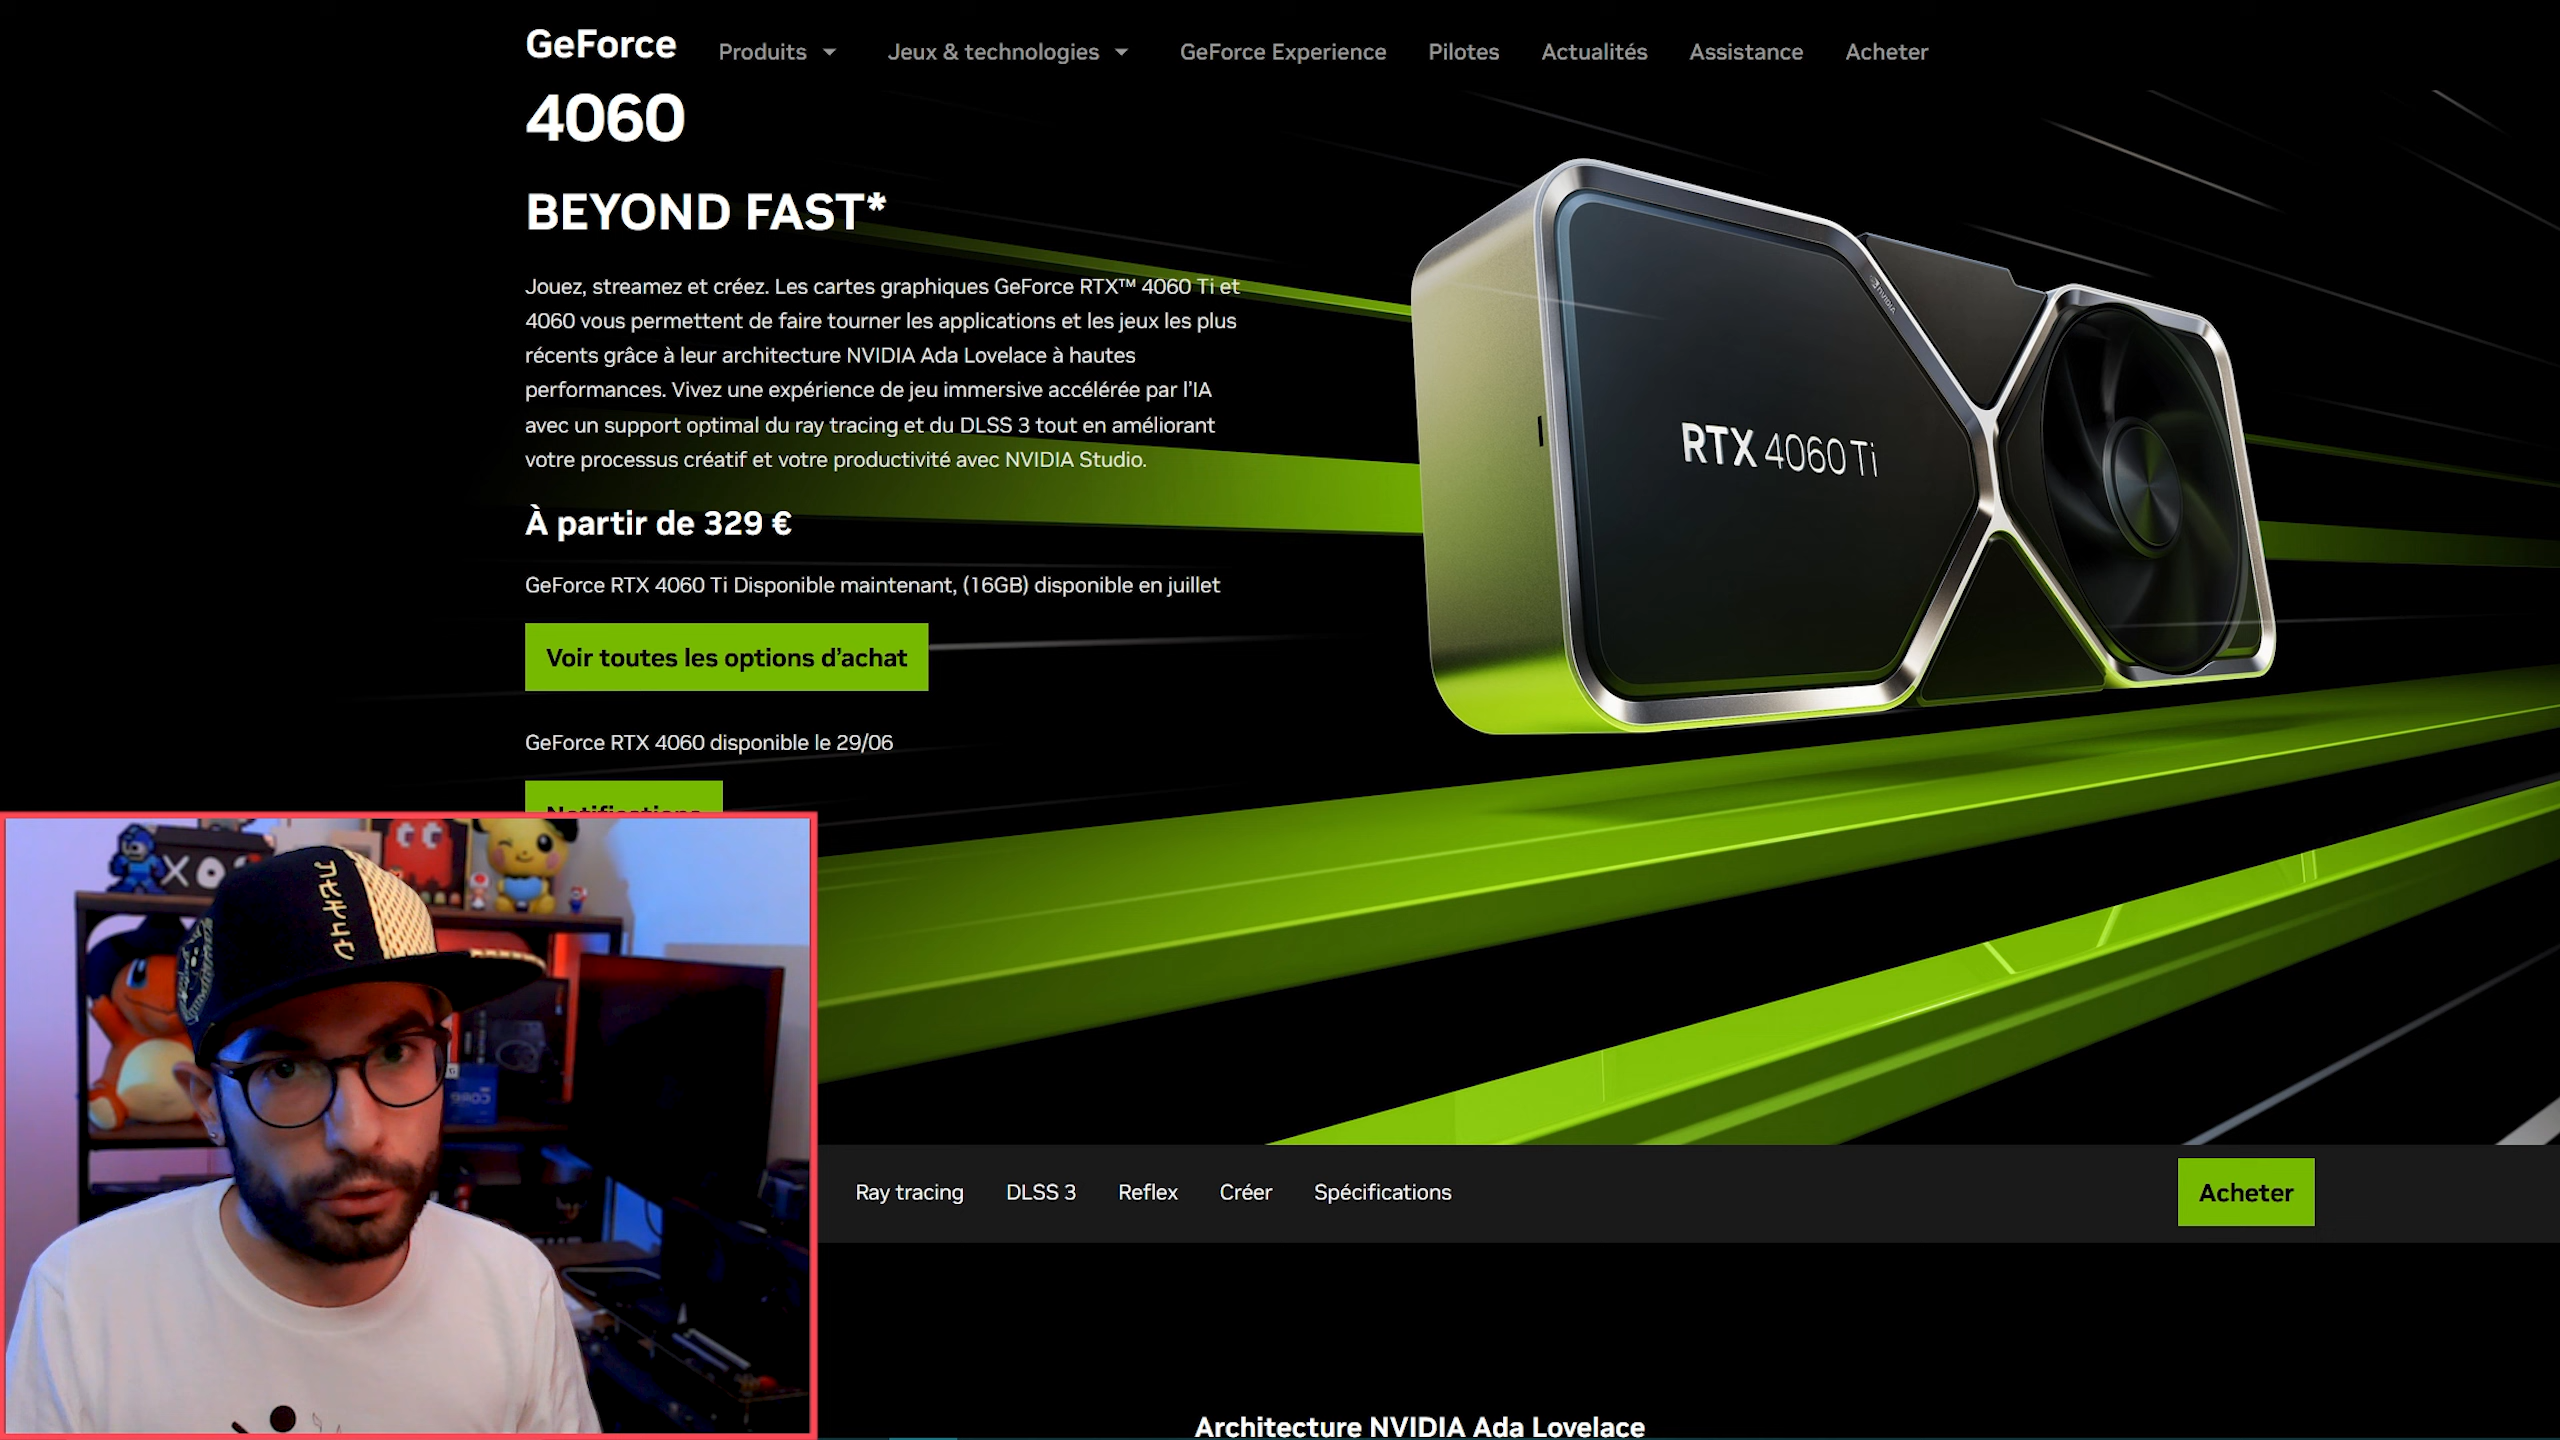 GeForce
Produits
Jeux & technologies
GeForce Experience
Pilotes
Actualités
Assistance
Acheter
4060
BEYOND FAST*
Jouez, streamez et créez. Les cartes graphiques GeForce RTX™ 4060 Ti et
4060 vous permettent de faire tourner les applications et les jeux les plus
récents grâce à leur architecture NVIDIA Ada Lovelace à hautes
performances. Vivez une expérience de jeu immersive accélérée par l'IA
avec un support optimal du ray tracing et du DLSS 3 tout en améliorant
votre processus créatif et votre productivité avec NVIDIA Studio.
À partir de 329 €
GeForce RTX 4060 Ti Disponible maintenant, (16GB) disponible en juillet
Voir toutes les options d'achat
GeForce RTX 4060 disponible le 29/06
Notifications
NVIDIA
RTX 4060 Ti
Ray tracing
DLSS 3
Reflex
Créer
Spécifications
Acheter
Architecture NVIDIA Ada Lovelace